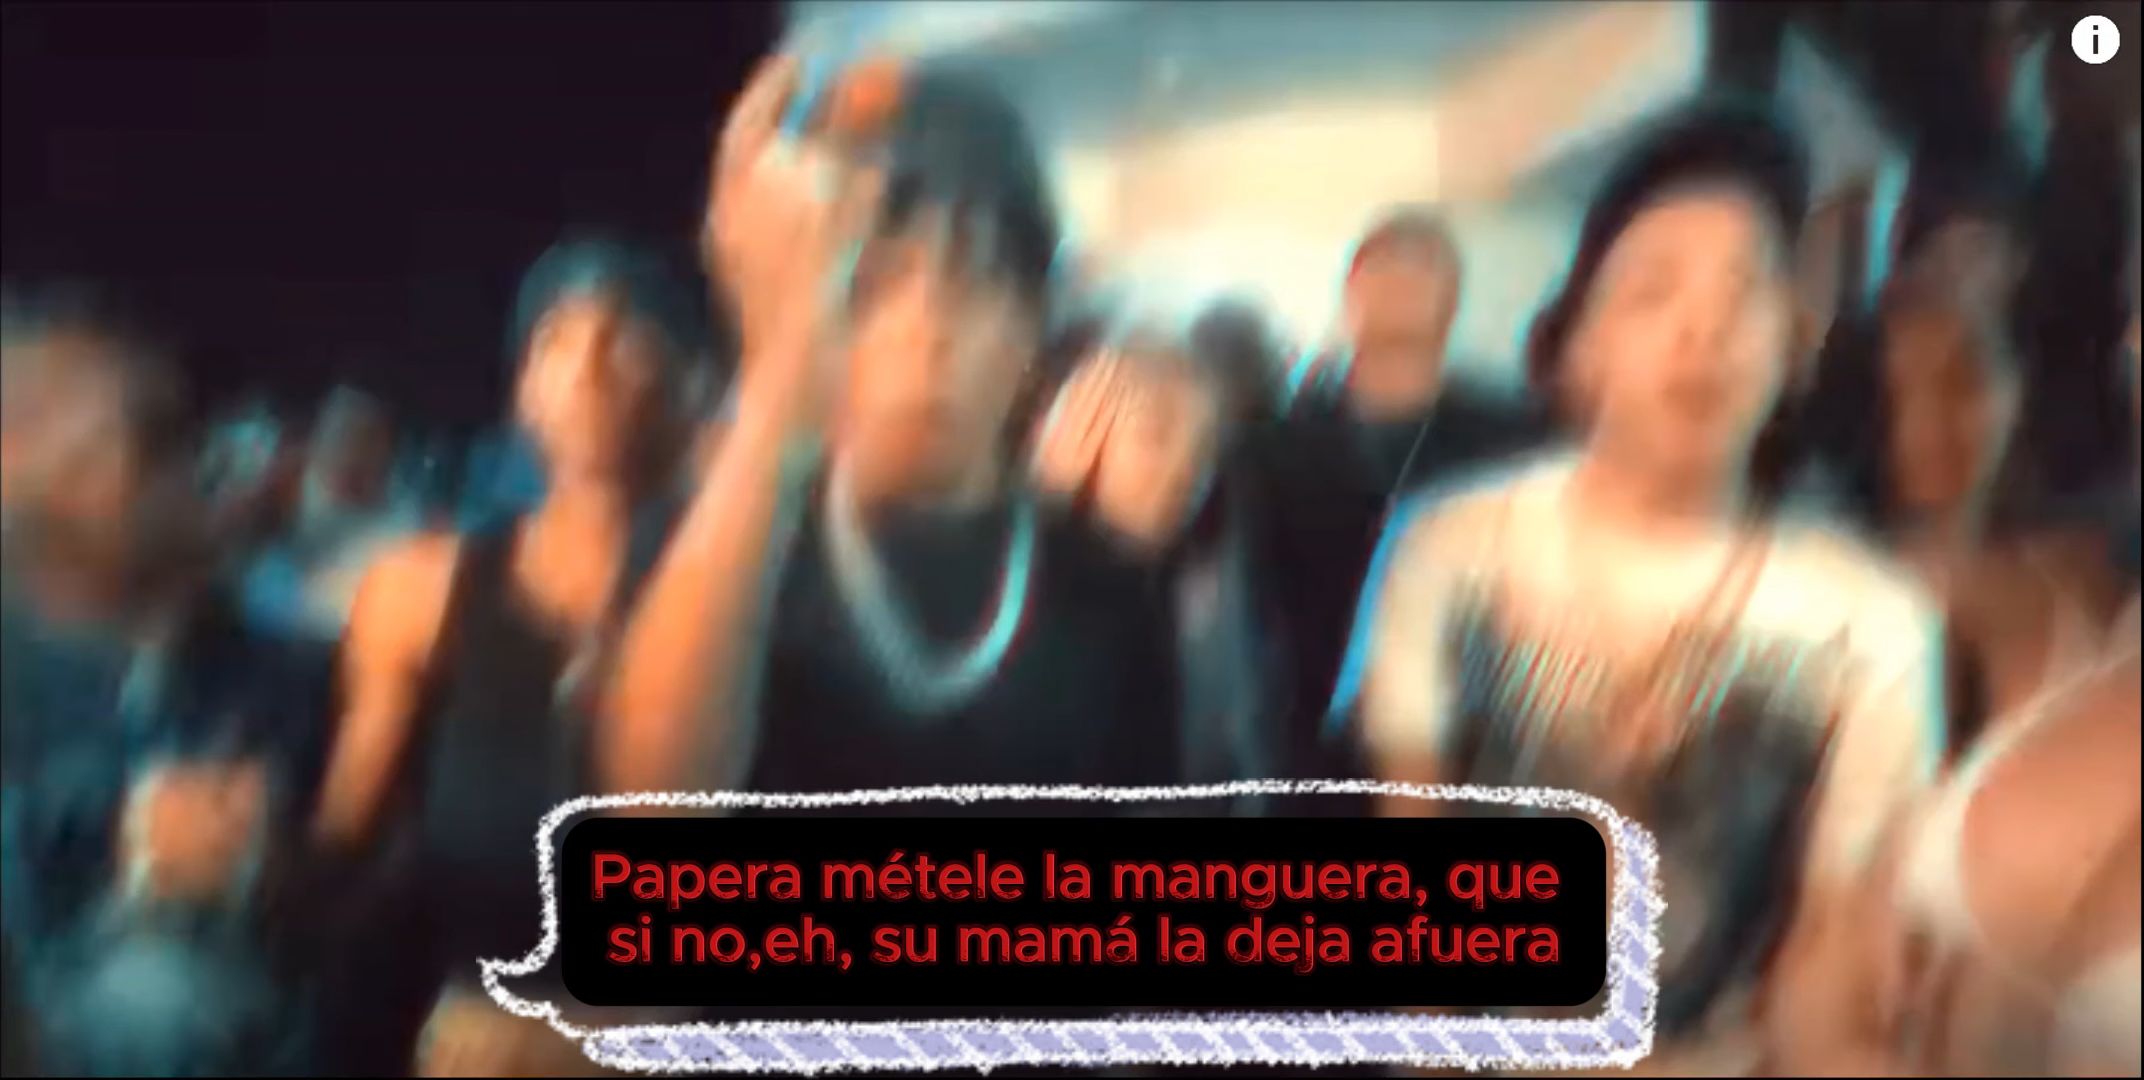 Papera métele la manguera, que
si no,eh, su mamá la deja afuera